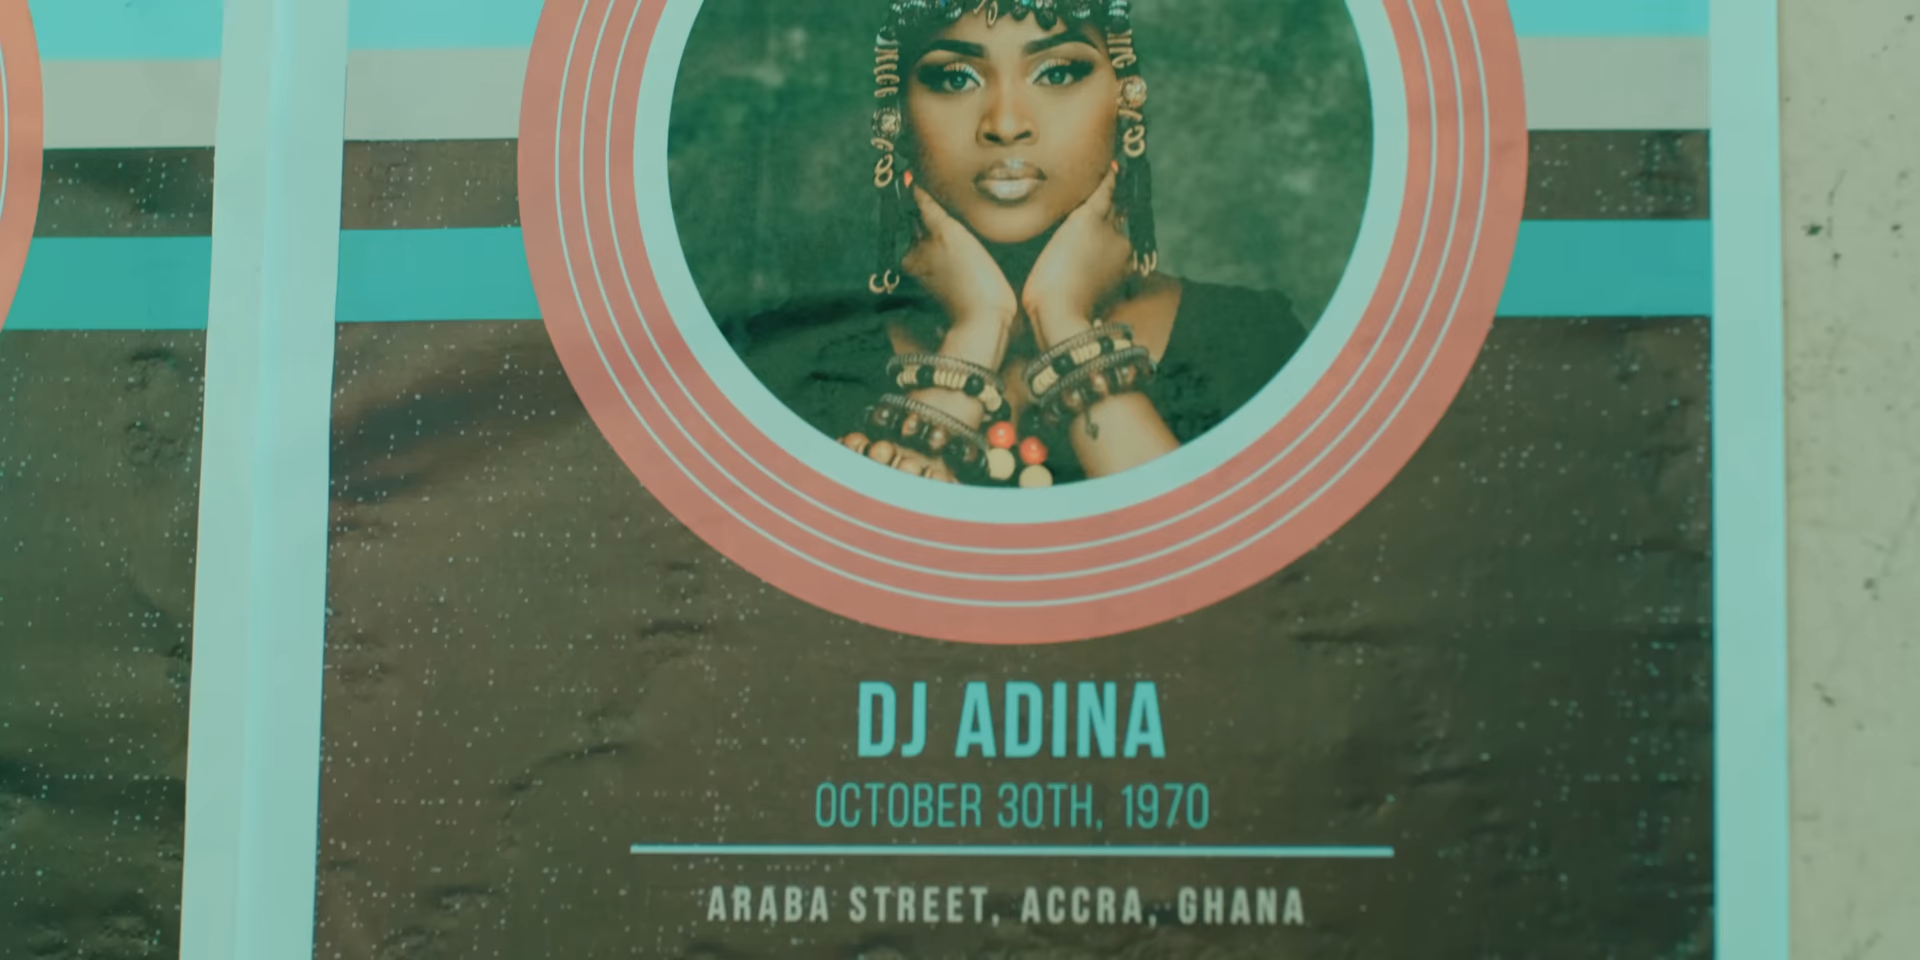 DJ ADINA
OCTOBER 30TH, 1970
ARABA STREET, ACCRA, GHANA